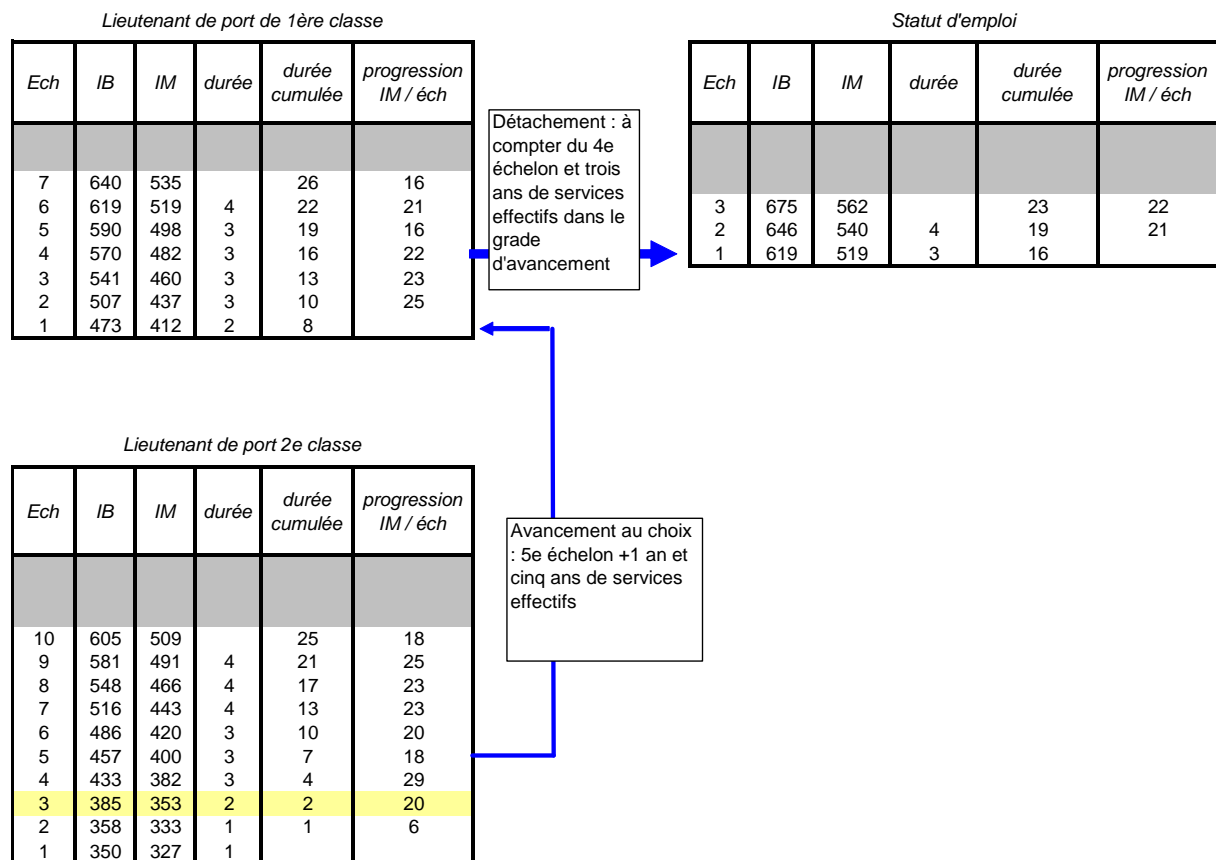 Lieutenant de port de 1ère classe
Ech IB IM durée durée cumulée progression IM / éch
7 640 535 26 16
6 619 519 4 22 21
5 590 498 3 19 16
4 570 482 3 16 22
3 541 460 3 13 23
2 507 437 3 10 25
1 473 412 2 8
Détachement : à
compter du 4e
échelon et trois
ans de services
effectifs dans le
grade
d'avancement
Statut d'emploi
Ech IB IM durée durée cumulée progression IM / éch
3 675 562 23 22
2 646 540 4 19 21
1 619 519 3 16
Lieutenant de port 2e classe
Ech IB IM durée durée cumulée progression IM / éch
10 605 509 25 18
9 581 491 4 21 25
8 548 466 4 17 23
7 516 443 4 13 23
6 486 420 3 10 20
5 457 400 3 7 18
4 433 382 3 4 29
3 385 353 2 2 20
2 358 333 1 1 6
1 350 327 1
Avancement au choix
: 5e échelon +1 an et
cinq ans de services
effectifs